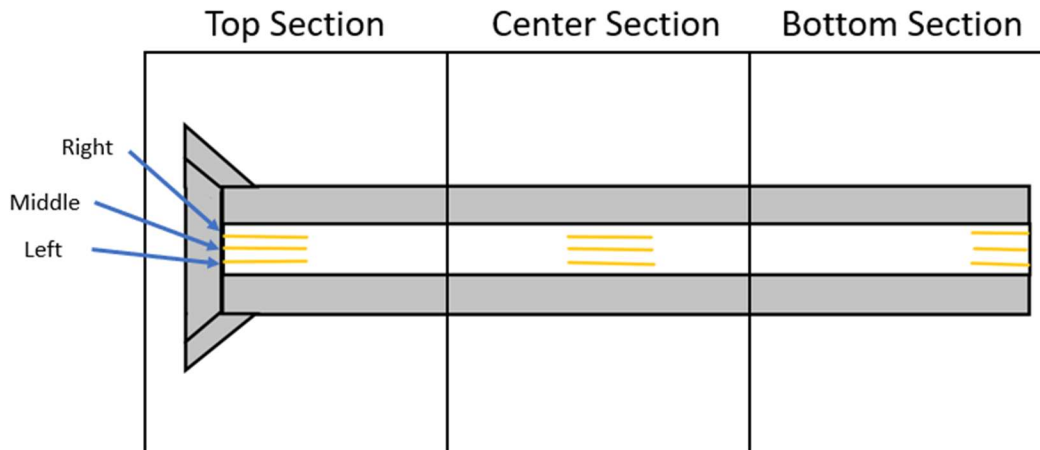 Top Section
Center Section
Bottom Section
Right
Middle
Left